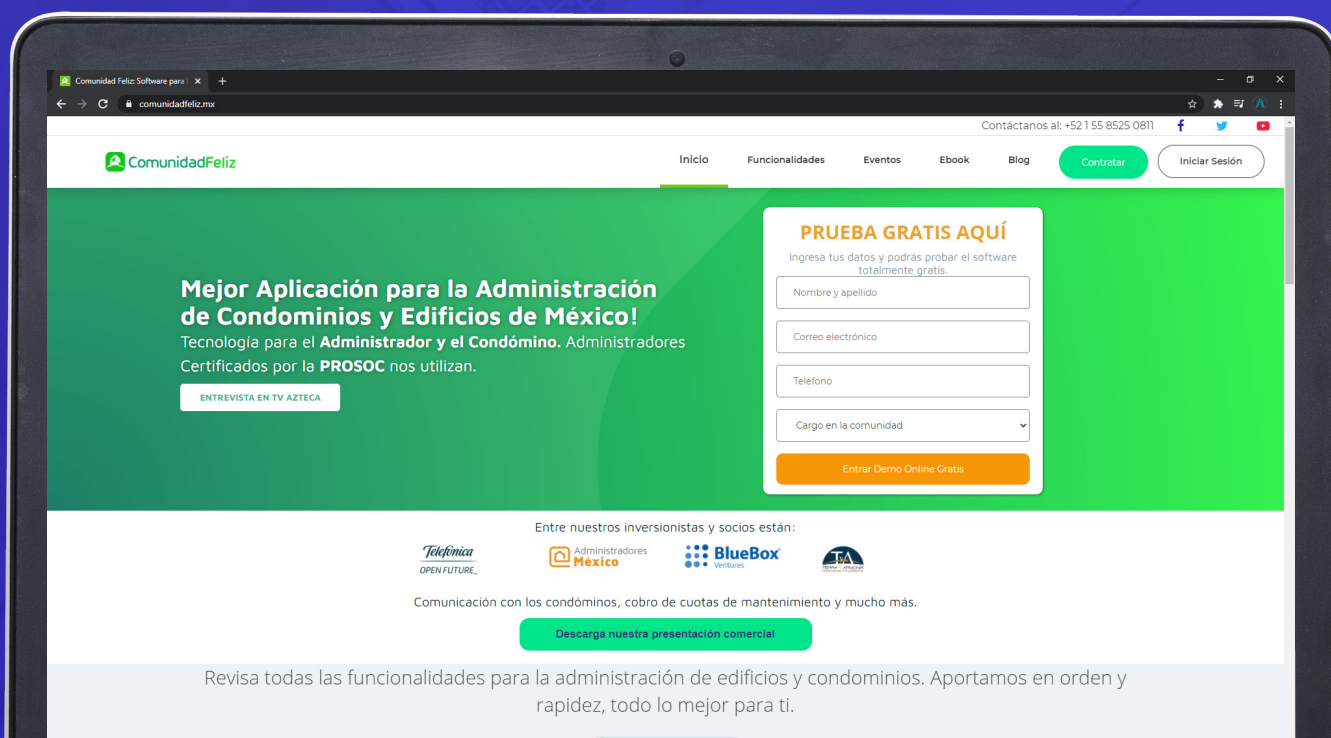 Comunidad Feliz: Software para
comunidadfeliz.mx
Contáctanos al: +52 1 55 8525 0811
ComunidadFeliz
Inicio
Funcionalidades
Eventos
Ebook
Blog
Contratar
Iniciar Sesión
Mejor Aplicación para la Administración
de Condominios y Edificios de México!
Tecnología para el Administrador y el Condómino. Administradores
Certificados por la PROSOC nos utilizan.
ENTREVISTA EN TV AZTECA
PRUEBA GRATIS AQUÍ
Ingresa tus datos y podrás probar el software
totalmente gratis.
Nombre y apellido
Correo electrónico
Teléfono
Cargo en la comunidad
Entrar Demo Online Gratis
Entre nuestros inversionistas y socios están:
Telefónica
OPEN FUTURE_
Administradores
México
BlueBox
Ventures
TyA
Comunicación con los condóminos, cobro de cuotas de mantenimiento y mucho más.
Descarga nuestra presentación comercial
Revisa todas las funcionalidades para la administración de edificios y condominios. Aportamos en orden y
rapidez, todo lo mejor para ti.